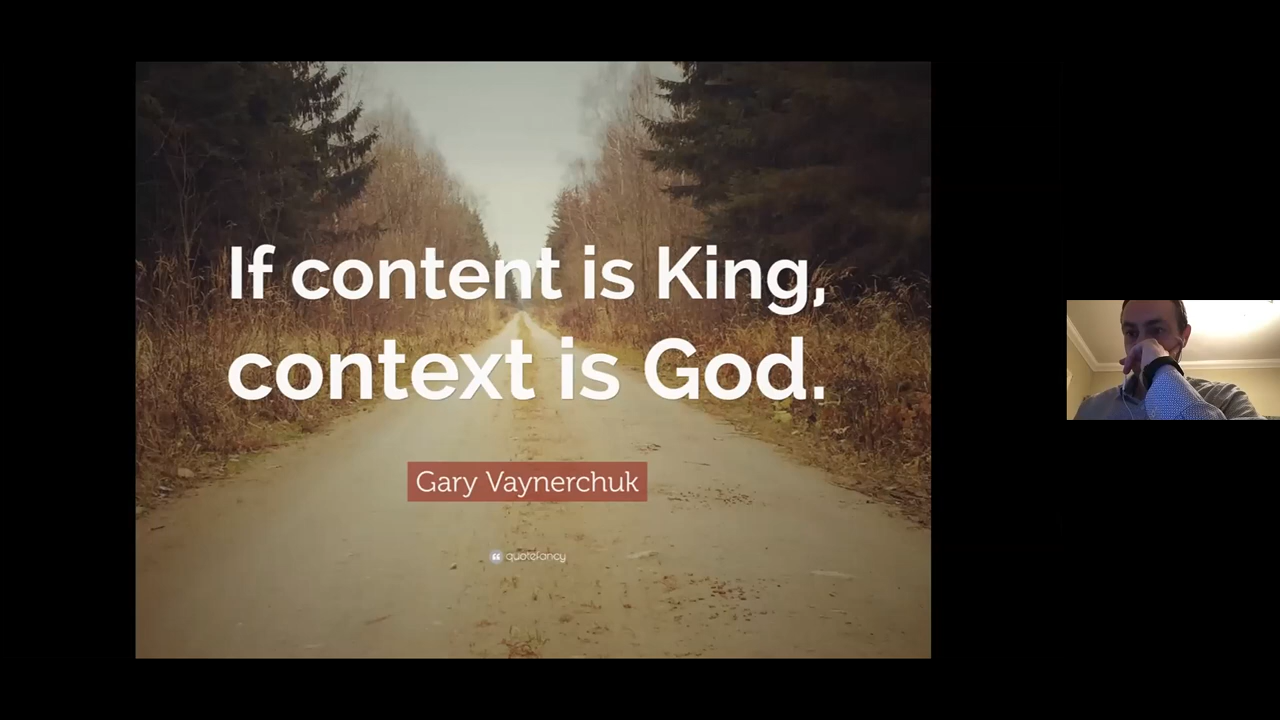 If content is King,
context is God.
Gary Vaynerchuk
quotefancy